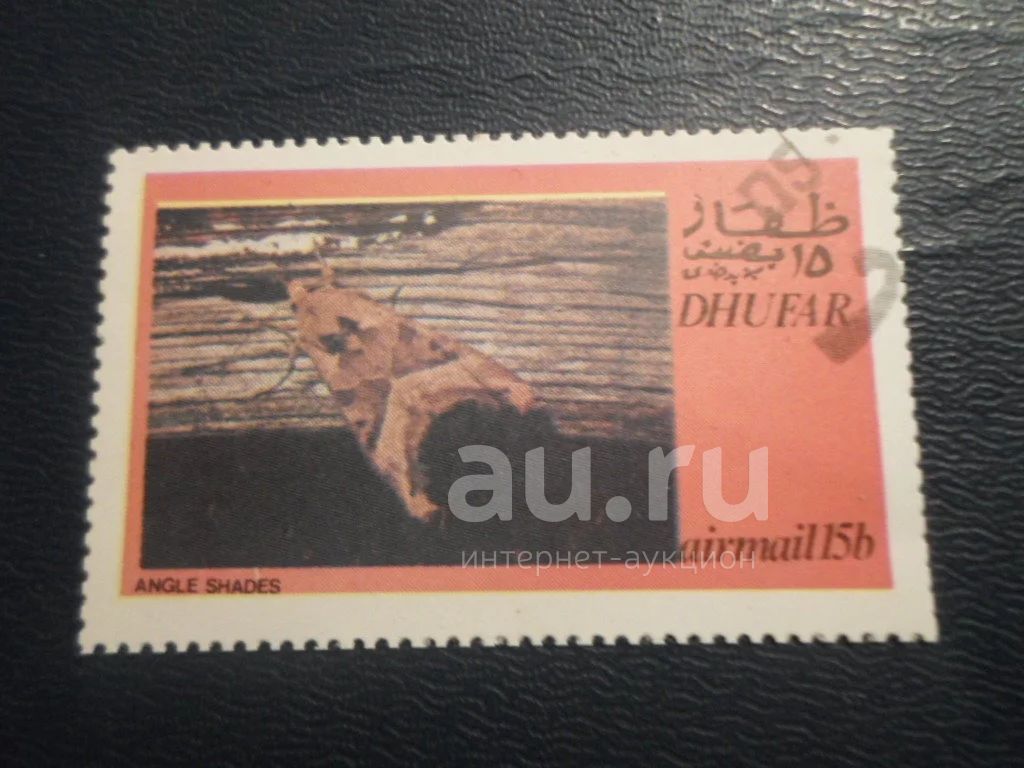 ظفار
١٥ بيضة
DHUFAR
au.ru
интернет-аукцион
airmail 15b
ANGLE SHADES